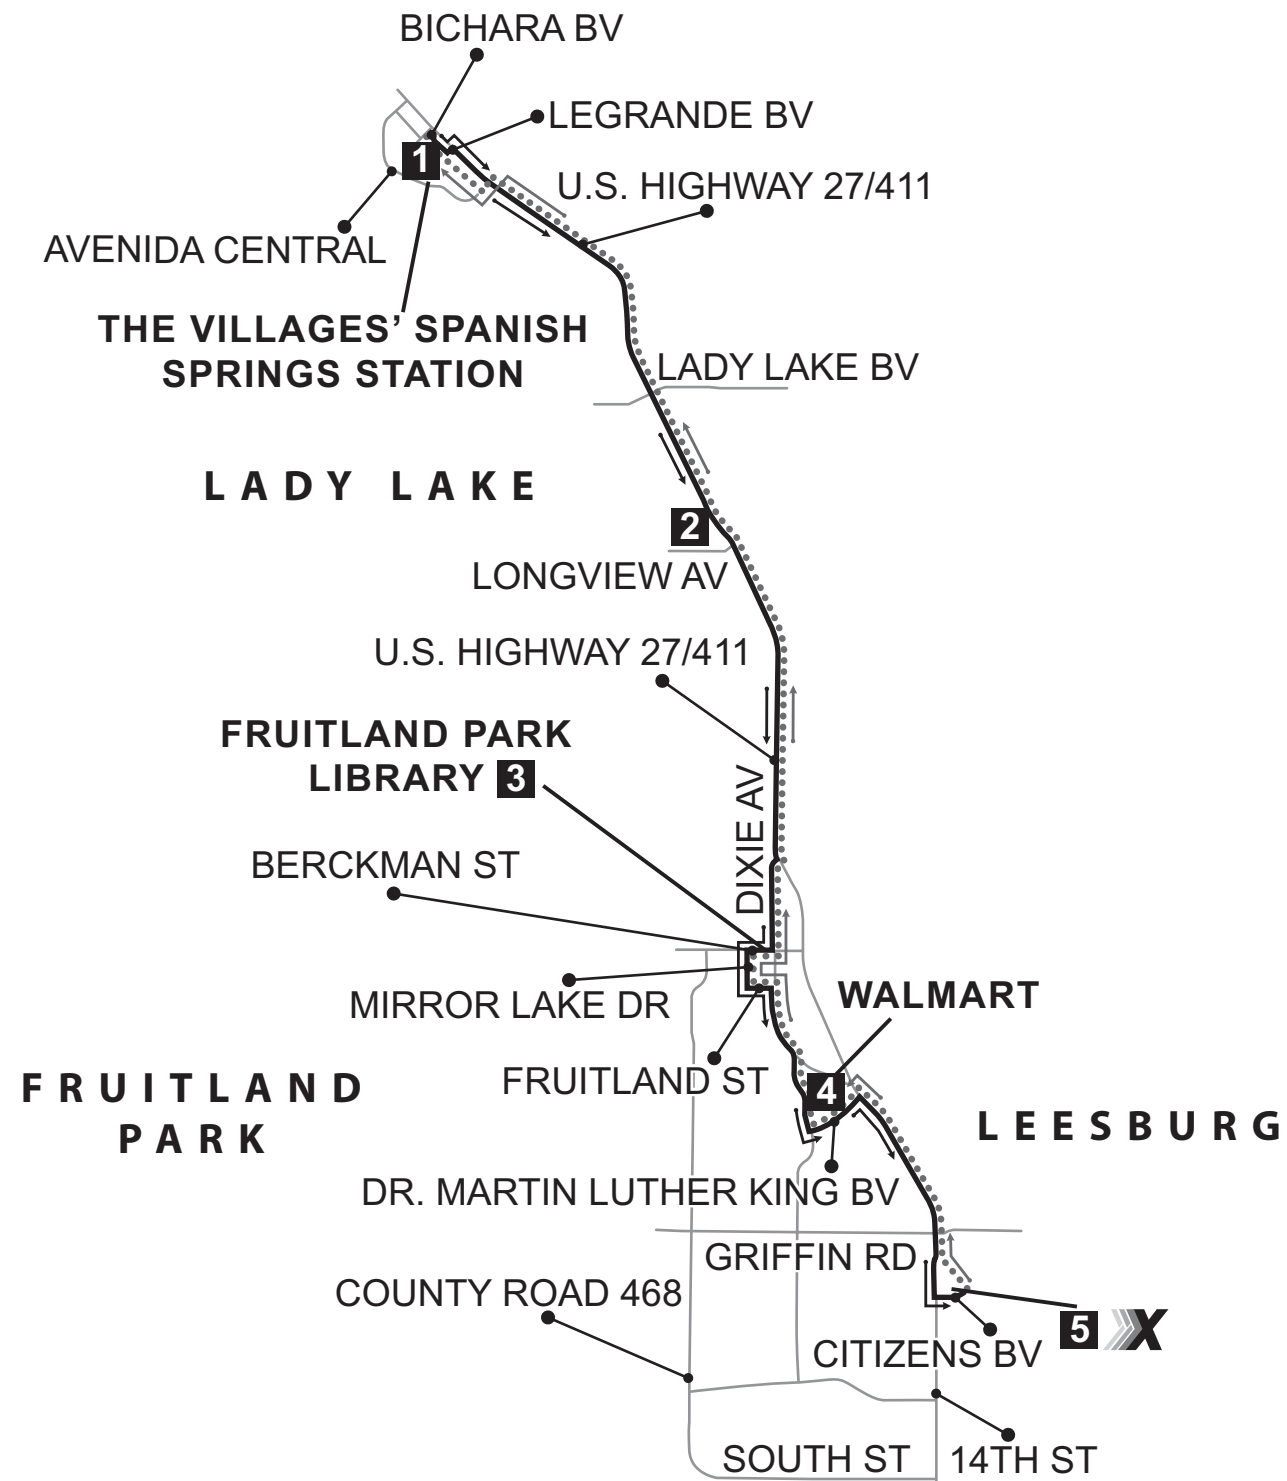 BICHARA BV
LEGRANDE BV
1
U.S. HIGHWAY 27/411
AVENIDA CENTRAL
THE VILLAGES’ SPANISH
SPRINGS STATION
LADY LAKE BV
LADY LAKE
2
LONGVIEW AV
U.S. HIGHWAY 27/411
FRUITLAND PARK
LIBRARY 3
DIXIE AV
BERCKMAN ST
MIRROR LAKE DR
WALMART
FRUITLAND ST
4
FRUITLAND
PARK
LEESBURG
DR. MARTIN LUTHER KING BV
GRIFFIN RD
COUNTY ROAD 468
5 X
CITIZENS BV
SOUTH ST
14TH ST